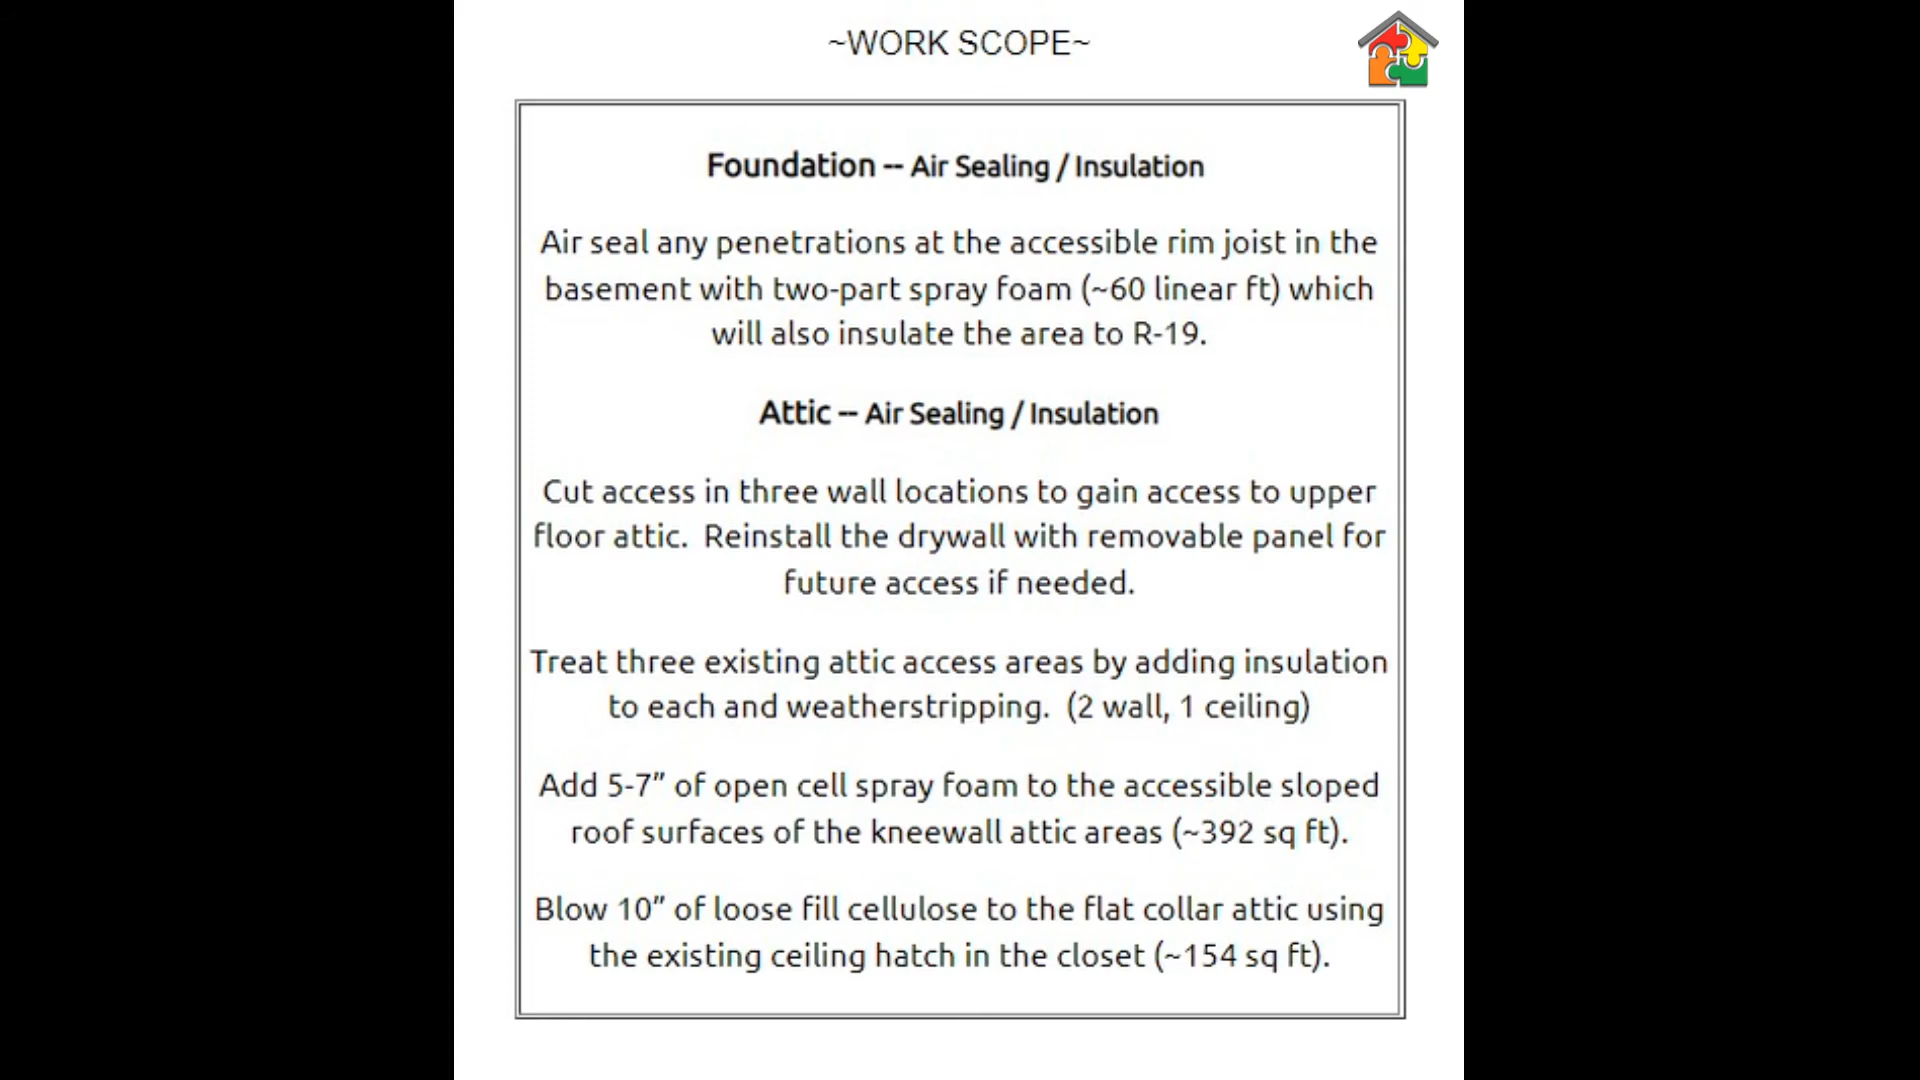 ~WORK SCOPE~
Foundation -- Air Sealing / Insulation
Air seal any penetrations at the accessible rim joist in the
basement with two-part spray foam (~60 linear ft) which
will also insulate the area to R-19.
Attic -- Air Sealing / Insulation
Cut access in three wall locations to gain access to upper
floor attic.  Reinstall the drywall with removable panel for
future access if needed.
Treat three existing attic access areas by adding insulation
to each and weatherstripping.  (2 wall, 1 ceiling)
Add 5-7” of open cell spray foam to the accessible sloped
roof surfaces of the kneewall attic areas (~392 sq ft).
Blow 10” of loose fill cellulose to the flat collar attic using
the existing ceiling hatch in the closet (~154 sq ft).